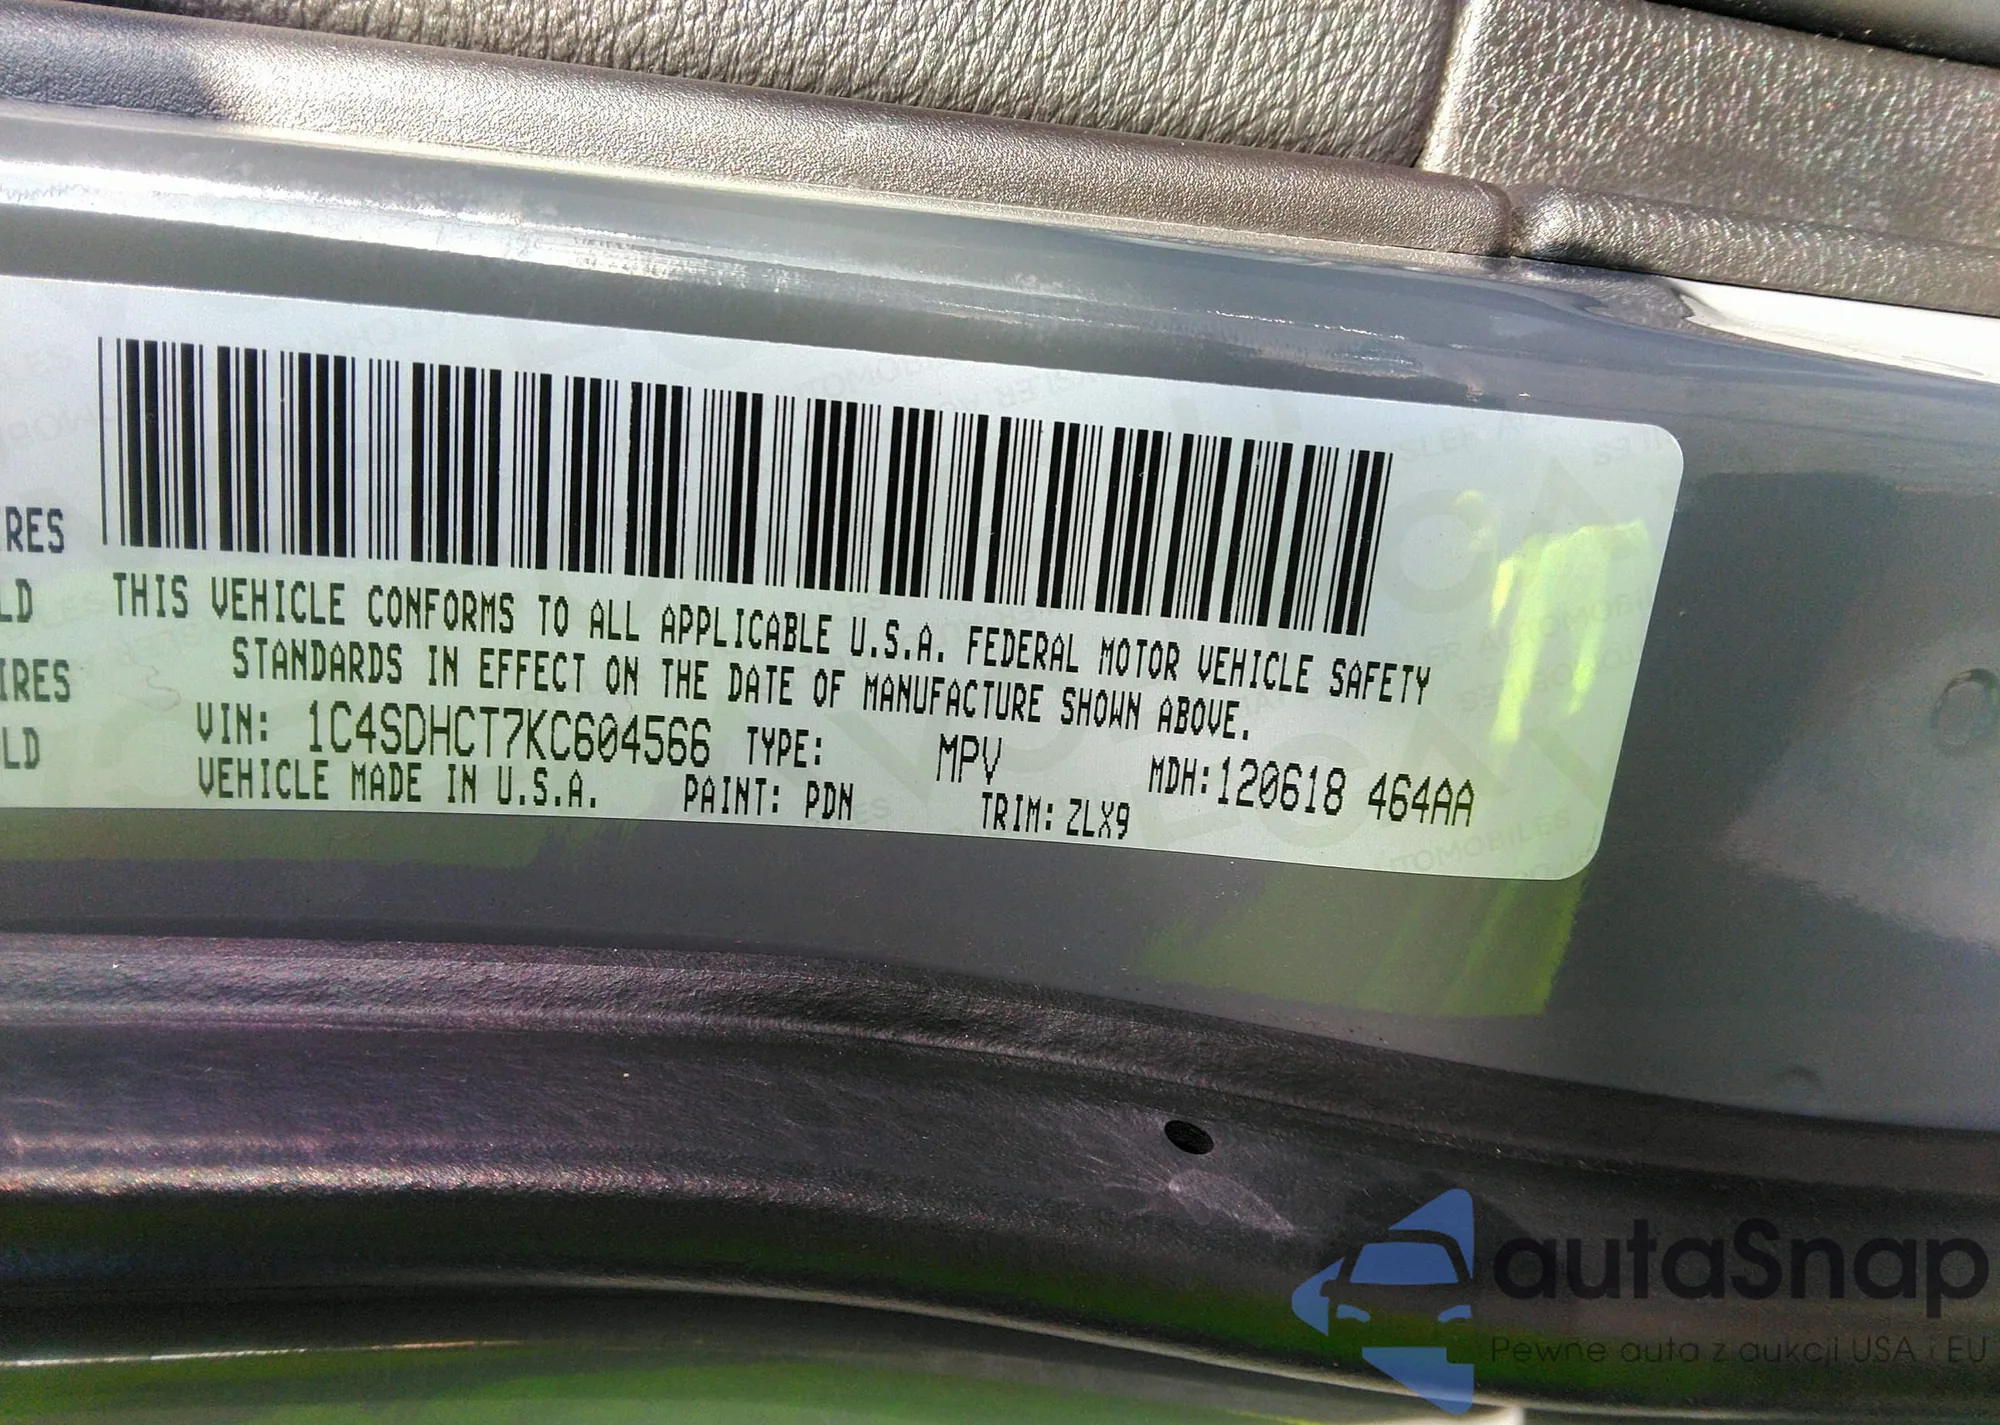 IRES
LD
IRES
LD
THIS VEHICLE CONFORMS TO ALL APPLICABLE U.S.A. FEDERAL MOTOR VEHICLE SAFETY
STANDARDS IN EFFECT ON THE DATE OF MANUFACTURE SHOWN ABOVE.
VIN: 1C4SDHCT7KC604566 TYPE: MPV MDH:120618 464AA
VEHICLE MADE IN U.S.A. PAINT: PDN TRIM: ZLX9
autaSnap
Pewne auta z aukcji USA i EU